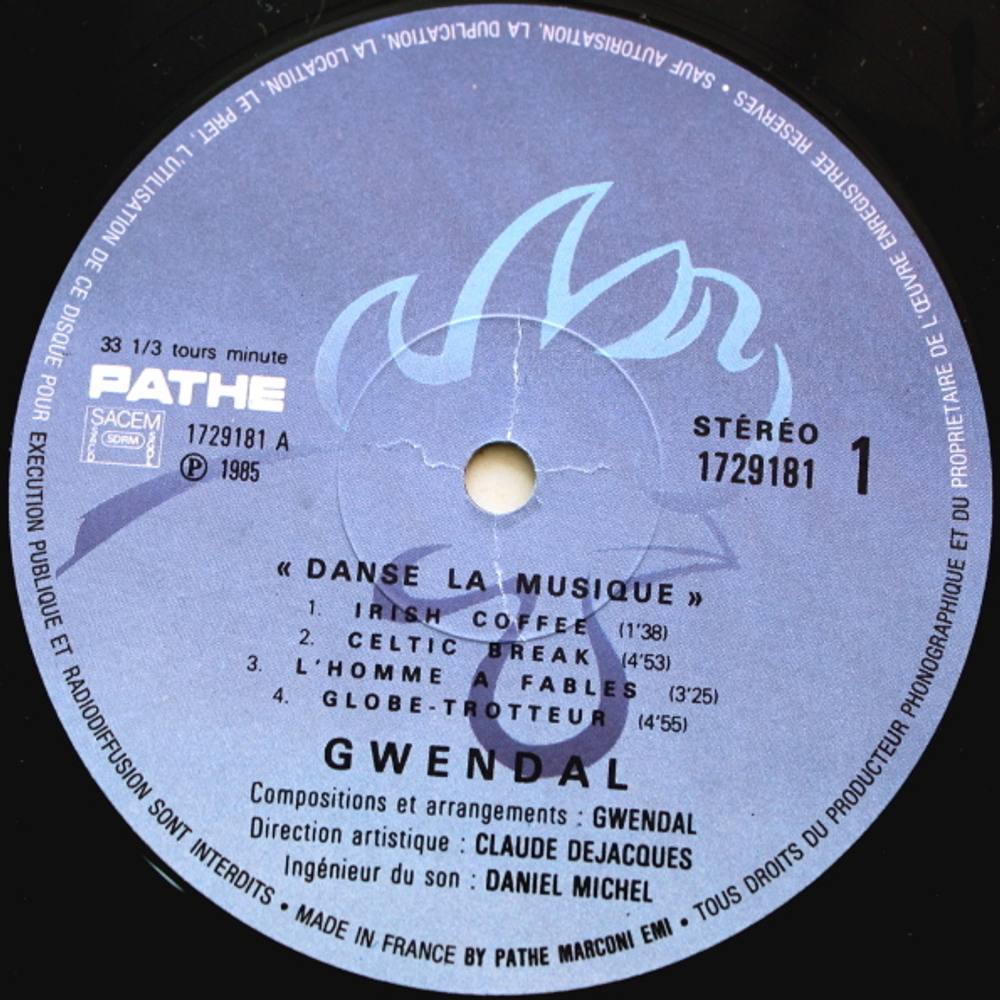 33 1/3 tours minute
PATHE
SACEM
SDRM
1729181 A
℗ 1985
STÉRÉO
1729181
1
« DANSE LA MUSIQUE »
1. IRISH COFFEE (1'38)
2. CELTIC BREAK (4'53)
3. L'HOMME A FABLES (3'25)
4. GLOBE-TROTTEUR (4'55)
GWENDAL
Compositions et arrangements : GWENDAL
Direction artistique : CLAUDE DEJACQUES
Ingénieur du son : DANIEL MICHEL
MADE IN FRANCE BY PATHE MARCONI EMI • TOUS DROITS DU PRODUCTEUR PHONOGRAPHIQUE ET DU PROPRIETAIRE DE L'ŒUVRE ENREGISTREE RESERVES • SAUF AUTORISATION, LA DUPLICATION, LA LOCATION, LE PRET, L'UTILISATION DE CE DISQUE POUR EXECUTION PUBLIQUE ET RADIODIFFUSION SONT INTERDITS •